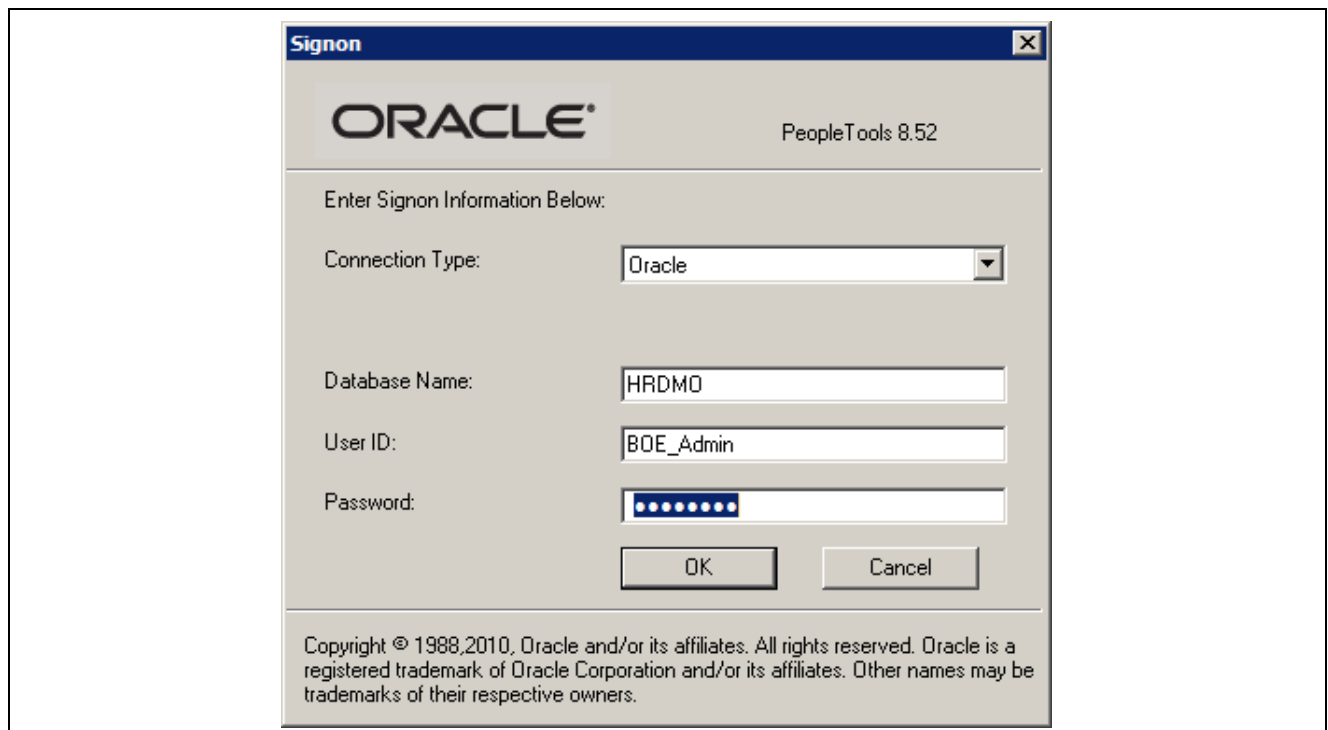 Signon
ORACLE®
PeopleTools 8.52
Enter Signon Information Below:
Connection Type:
Oracle
Database Name:
HRDMO
User ID:
BOE_Admin
Password:
••••••••
OK
Cancel
Copyright © 1988,2010, Oracle and/or its affiliates. All rights reserved. Oracle is a
registered trademark of Oracle Corporation and/or its affiliates. Other names may be
trademarks of their respective owners.